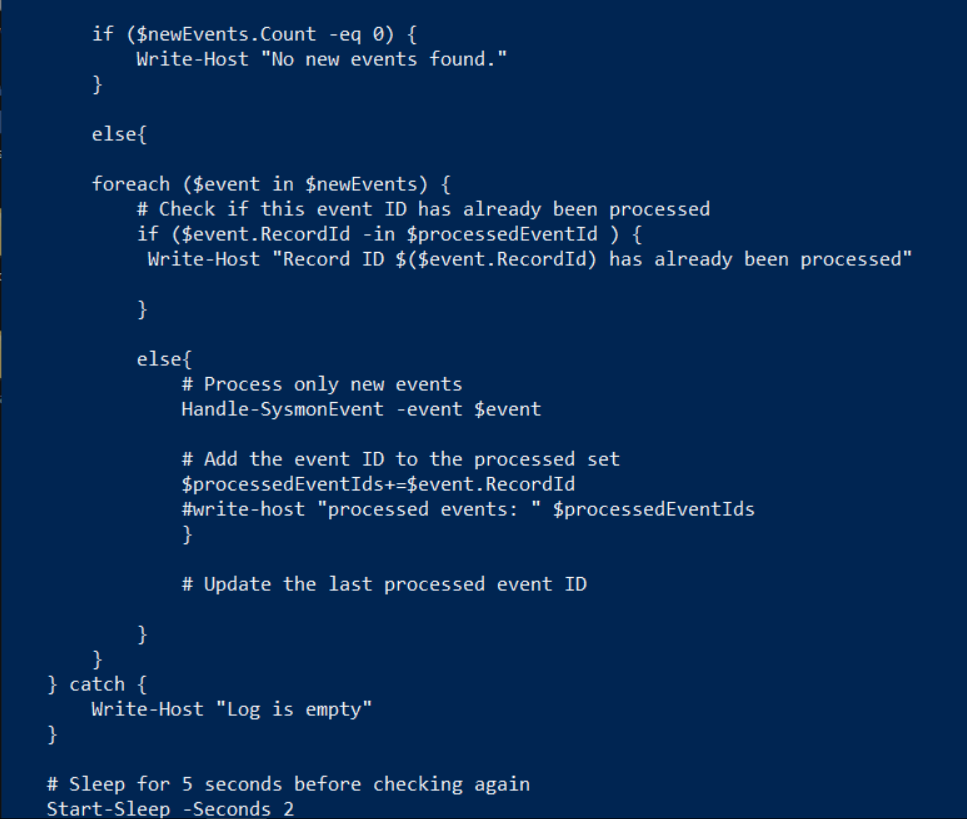 if ($newEvents.Count -eq 0) {
Write-Host "No new events found."
}
else{
foreach ($event in $newEvents) {
# Check if this event ID has already been processed
if ($event.RecordId -in $processedEventId ) {
Write-Host "Record ID $($event.RecordId) has already been processed"
}
else{
# Process only new events
Handle-SysmonEvent -event $event
# Add the event ID to the processed set
$processedEventIds+=$event.RecordId
#write-host "processed events: " $processedEventIds
}
# Update the last processed event ID
}
}
} catch {
Write-Host "Log is empty"
}
# Sleep for 5 seconds before checking again
Start-Sleep -Seconds 2